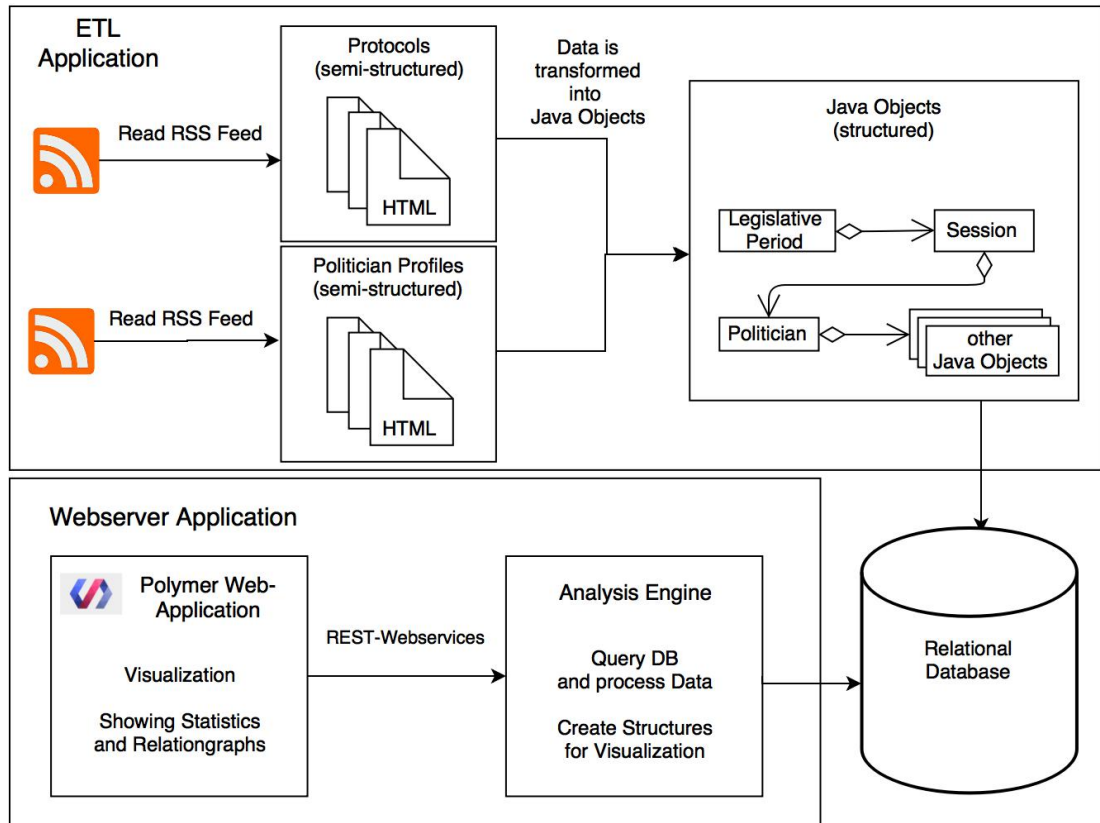 ETL
Application
Read RSS Feed
Protocols
(semi-structured)
HTML
Data is
transformed
into
Java Objects
Read RSS Feed
Politician Profiles
(semi-structured)
HTML
Java Objects
(structured)
Legislative
Period
Session
Politician
other
Java Objects
Webserver Application
Polymer Web-
Application
Visualization
Showing Statistics
and Relationgraphs
REST-Webservices
Analysis Engine
Query DB
and process Data
Create Structures
for Visualization
Relational
Database